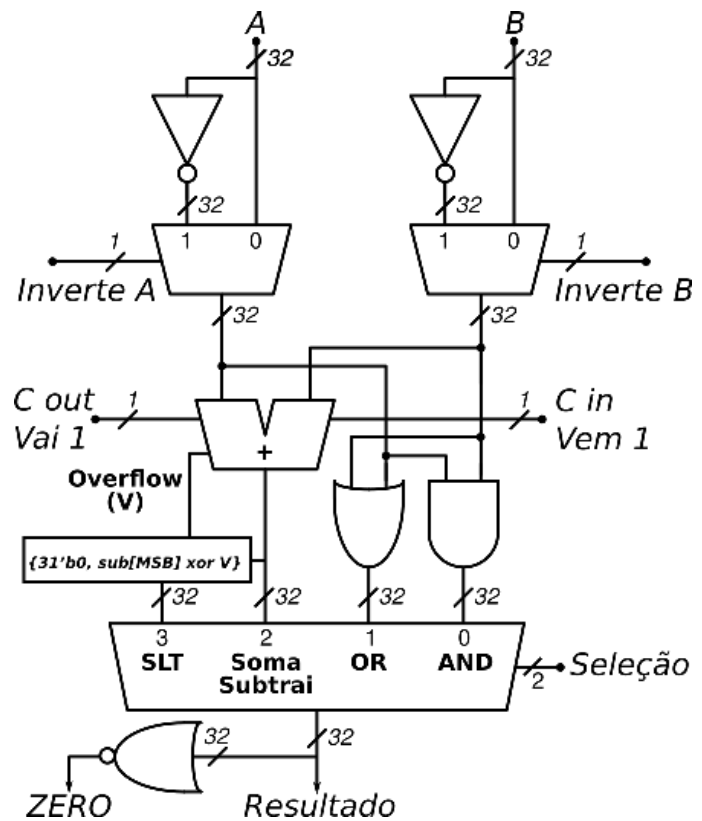 A
B
32
32
32
32
1 0
1 0
1
1
Inverte A
Inverte B
32
32
C out
Vai 1
1
1
C in
Vem 1
+
Overflow
(V)
{31’b0, sub[MSB] xor V}
32
32
32
32
3 2 1 0
SLT Soma OR AND
Subtrai
Seleção
2
32
32
ZERO
Resultado